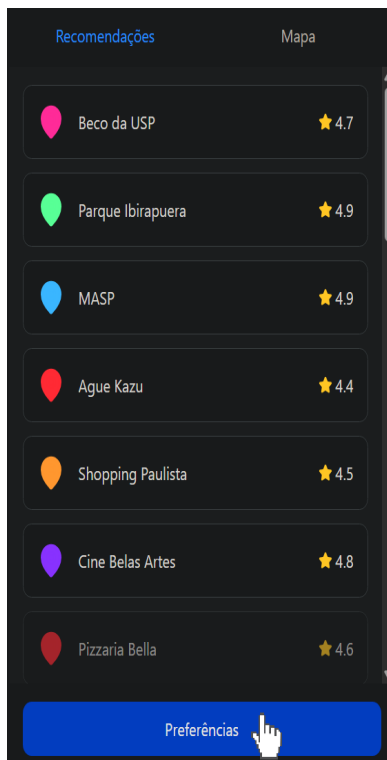 Recomendações Mapa
Beco da USP 4.7
Parque Ibirapuera 4.9
MASP 4.9
Ague Kazu 4.4
Shopping Paulista 4.5
Cine Belas Artes 4.8
Pizzaria Bella 4.6
Preferências